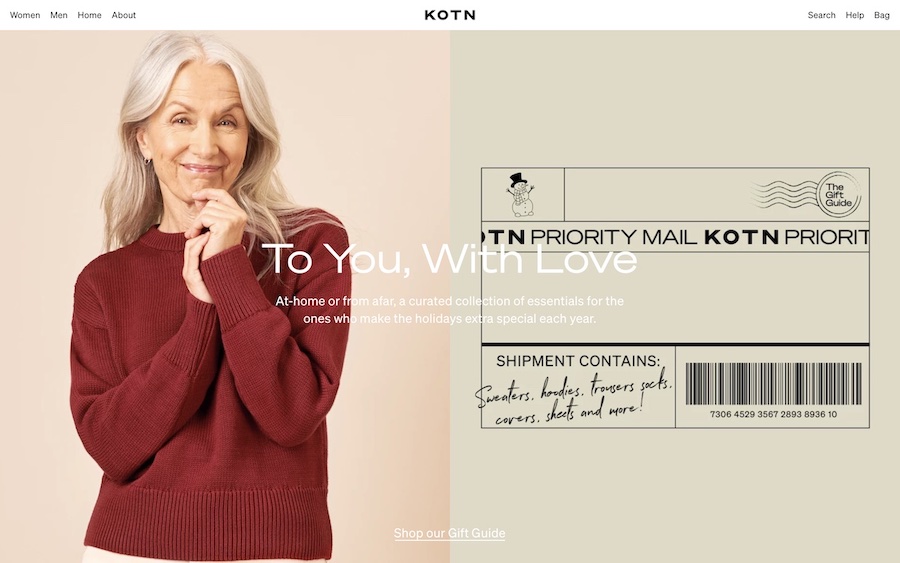 Women Men Home About
KOTN
Search Help Bag
The
Gift
Guide
OTN PRIORITY MAIL KOTN PRIORIT
To You, With Love
At-home or from afar, a curated collection of essentials for the
ones who make the holidays extra special each year.
SHIPMENT CONTAINS:
Sweaters, hoodies, trousers socks,
covers, sheets and more!
7306 4529 3567 2893 8936 10
Shop our Gift Guide